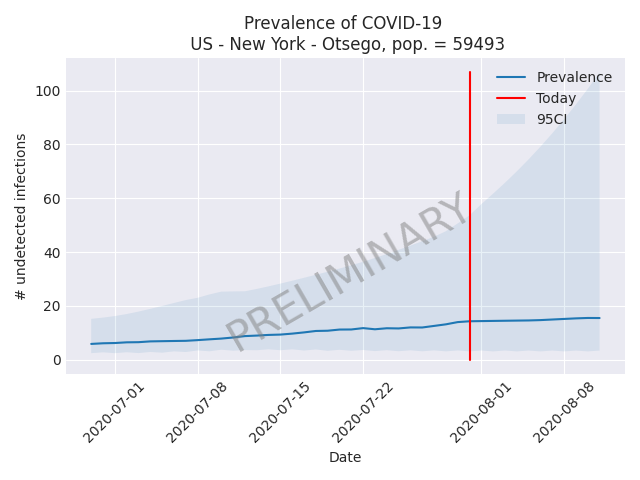 Prevalence of COVID-19
US - New York - Otsego, pop. = 59493
Prevalence
Today
95CI
PRELIMINARY
# undetected infections
100
80
60
40
20
0
2020-07-01
2020-07-08
2020-07-15
2020-07-22
2020-08-01
2020-08-08
Date